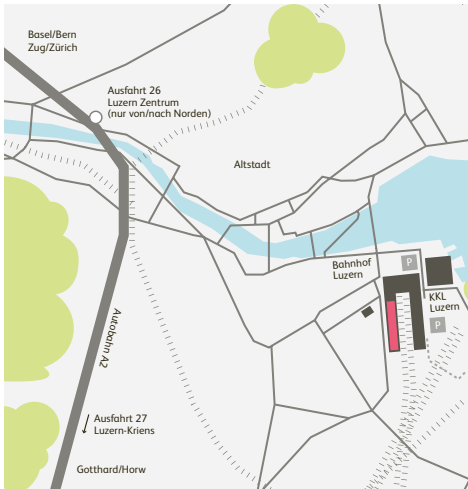 Basel/Bern
Zug/Zürich
Ausfahrt 26
Luzern Zentrum
(nur von/nach Norden)
Altstadt
Bahnhof
Luzern
P
KKL
Luzern
P
Autobahn A2
Ausfahrt 27
Luzern-Kriens
Gotthard/Horw